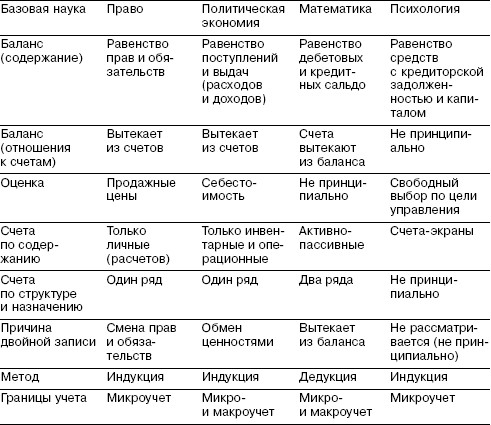 Базовая наука Право Политическая экономия Математика Психология
Баланс (содержание) Равенство прав и обя- зательств Равенство поступлений и выдач (расходов и доходов) Равенство дебетовых и кредит- ных сальдо Равенство средств с кредиторской задолжен- ностью и капи- талом
Баланс (отношения к счетам) Вытекает из счетов Вытекает из счетов Счета вытекают из баланса Не принципи- ально
Оценка Продажные цены Себесто- имость Не принци- пиально Свободный выбор по цели управления
Счета по содер- жанию Только личные (расчетов) Только инвен- тарные и опе- рационные Активно- пассивные Счета-экраны
Счета по структуре и назначению Один ряд Один ряд Два ряда Не принци- пиально
Причина двойной записи Смена прав и обяза- тельств Обмен ценностями Вытекает из баланса Не рассматри- вается (не прин- ципиально)
Метод Индукция Индукция Дедукция Индукция
Границы учета Микроучет Микро- и макроучет Микро- и макроучет Микроучет